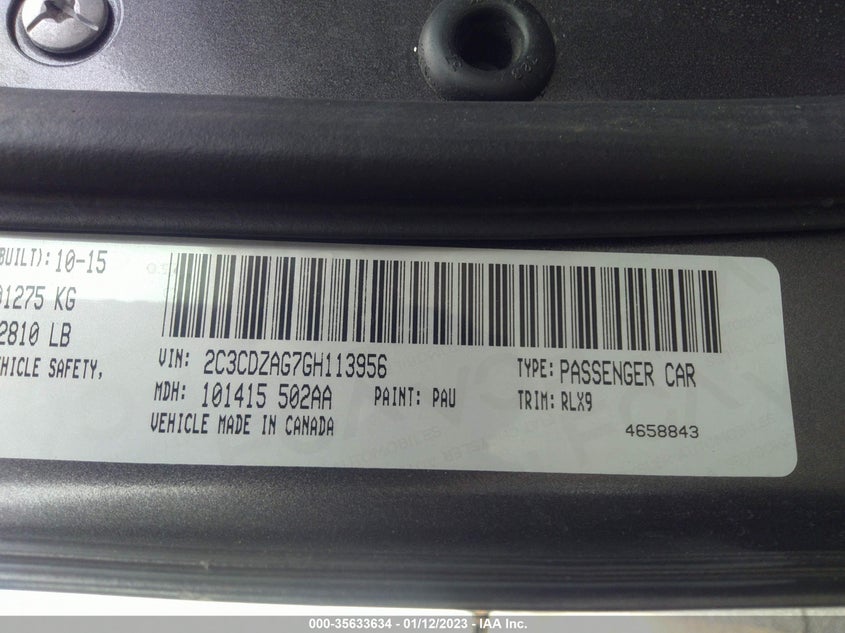 BUILT): 10-15
01275 KG
2810 LB
HICLE SAFETY,
VIN: 2C3CDZAG7GH113956
TYPE: PASSENGER CAR
MDH: 101415 502AA
PAINT: PAU
TRIM: RLX9
VEHICLE MADE IN CANADA
4658843
000-35633634 - 01/12/2023 - IAA Inc.